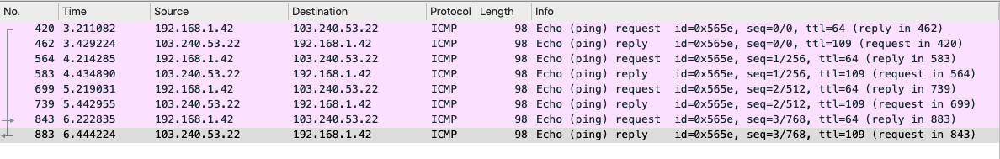 No. Time Source Destination Protocol Length Info
420 3.211082 192.168.1.42 103.240.53.22 ICMP 98 Echo (ping) request id=0x565e, seq=0/0, ttl=64 (reply in 462)
462 3.429224 103.240.53.22 192.168.1.42 ICMP 98 Echo (ping) reply id=0x565e, seq=0/0, ttl=109 (request in 420)
564 4.214285 192.168.1.42 103.240.53.22 ICMP 98 Echo (ping) request id=0x565e, seq=1/256, ttl=64 (reply in 583)
583 4.434890 103.240.53.22 192.168.1.42 ICMP 98 Echo (ping) reply id=0x565e, seq=1/256, ttl=109 (request in 564)
699 5.219031 192.168.1.42 103.240.53.22 ICMP 98 Echo (ping) request id=0x565e, seq=2/512, ttl=64 (reply in 739)
739 5.442955 103.240.53.22 192.168.1.42 ICMP 98 Echo (ping) reply id=0x565e, seq=2/512, ttl=109 (request in 699)
843 6.222835 192.168.1.42 103.240.53.22 ICMP 98 Echo (ping) request id=0x565e, seq=3/768, ttl=64 (reply in 883)
883 6.444224 103.240.53.22 192.168.1.42 ICMP 98 Echo (ping) reply id=0x565e, seq=3/768, ttl=109 (request in 843)